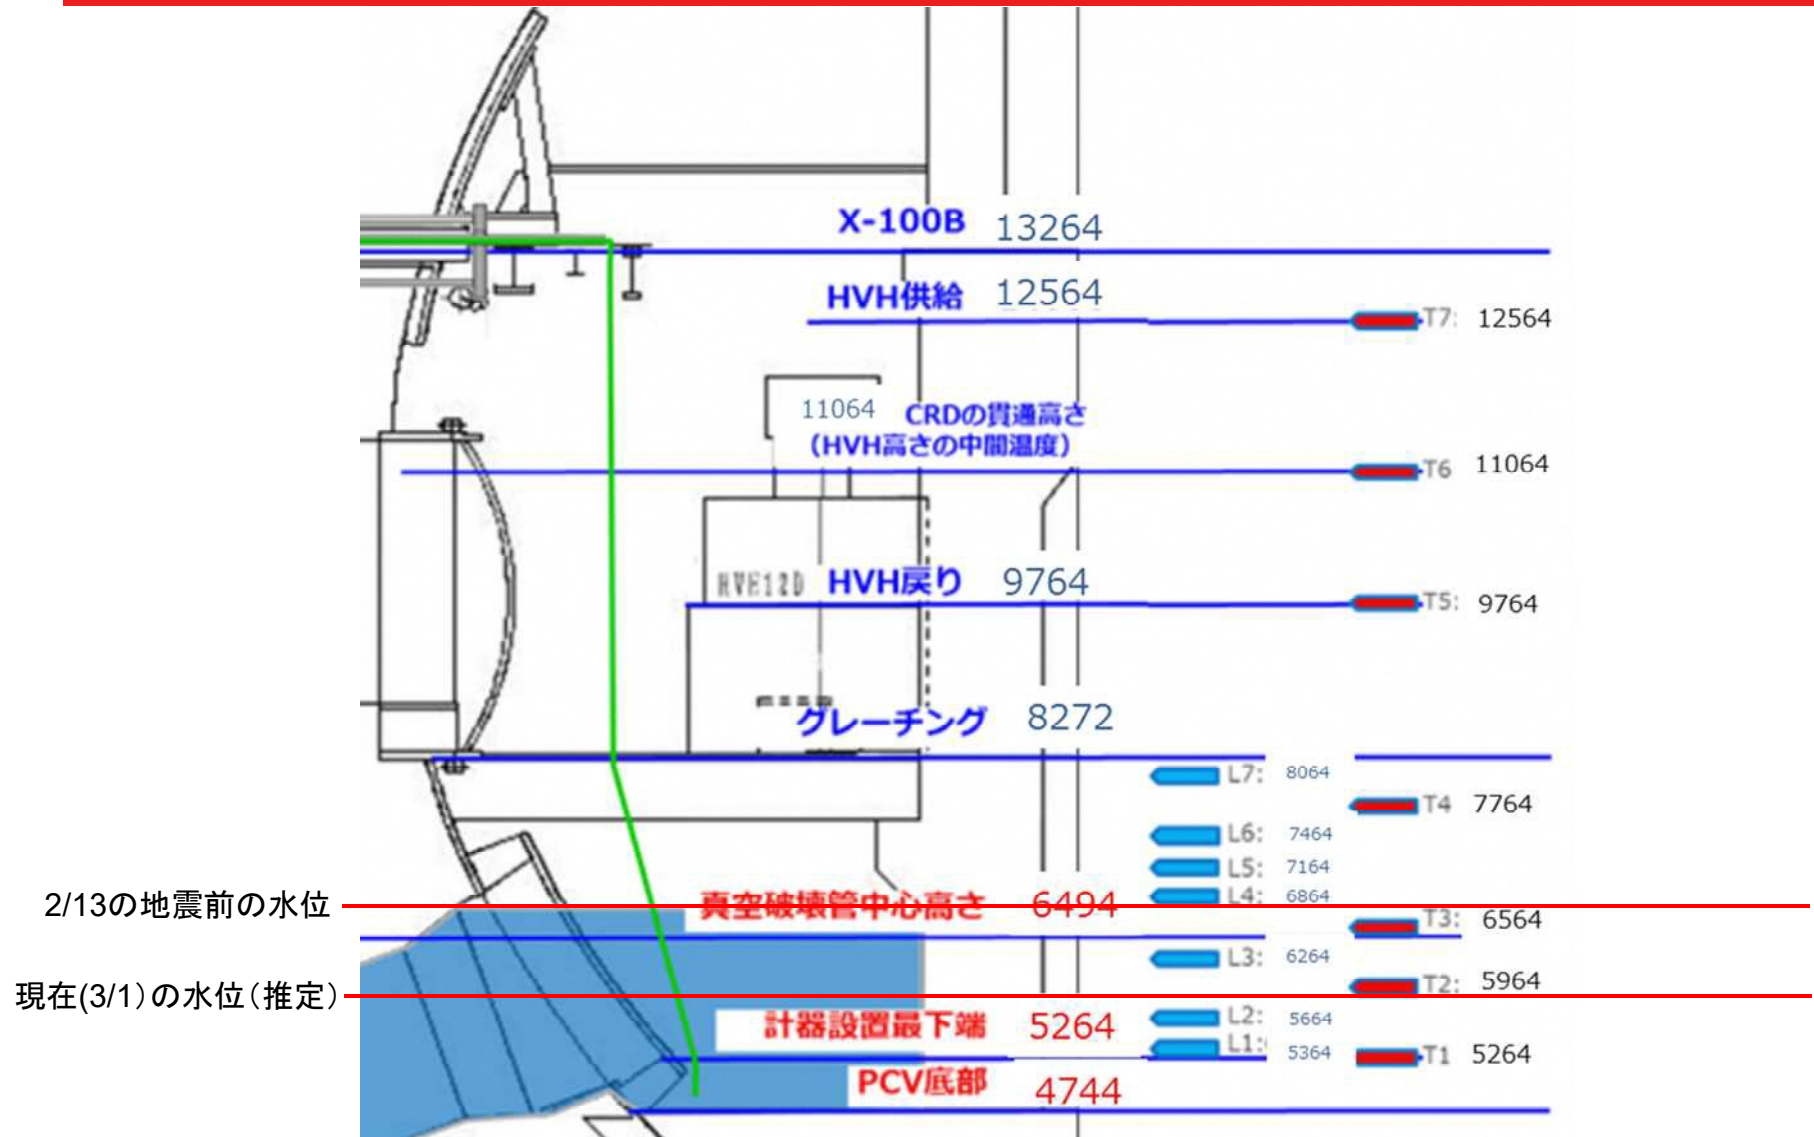 X-100B 13264
HVH供給 12564
T7: 12564
11064 CRDの貫通高さ
(HVH高さの中間温度)
T6 11064
HVH12D HVH戻り 9764
T5: 9764
グレーチング 8272
L7: 8064
T4 7764
L6: 7464
L5: 7164
L4: 6864
2/13の地震前の水位
真空破壊管中心高さ 6494
T3: 6564
L3: 6264
T2: 5964
現在(3/1)の水位(推定)
計器設置最下端 5264
L2: 5664
L1: 5364
T1 5264
PCV底部 4744